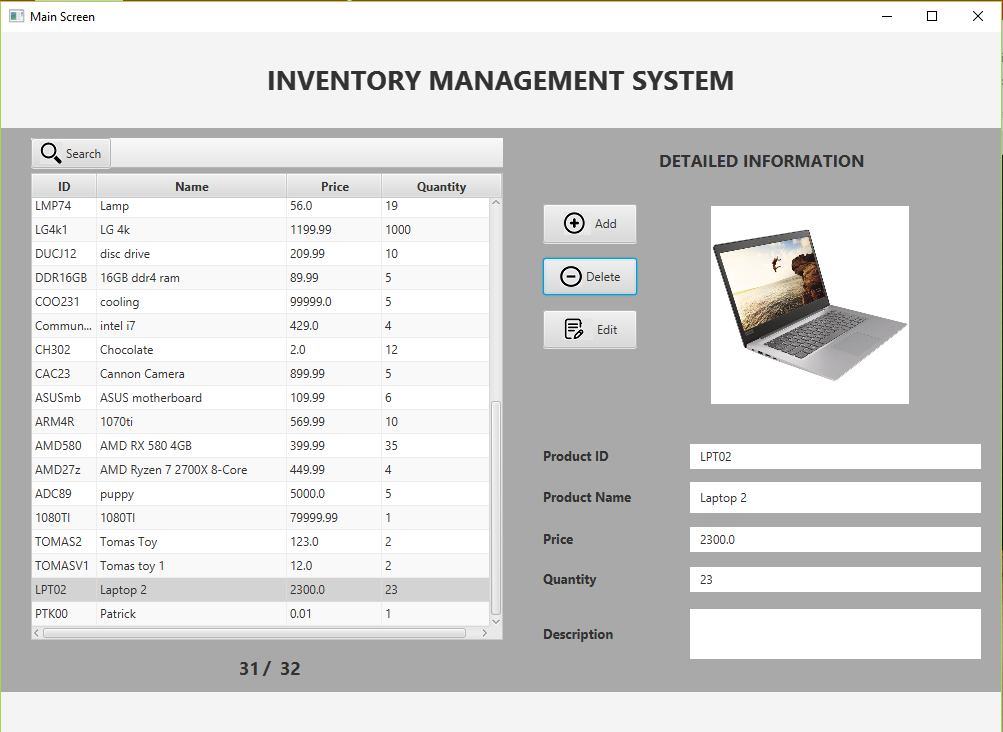 Main Screen
INVENTORY MANAGEMENT SYSTEM
Search
ID Name Price Quantity
LMP74 Lamp 56.0 19
LG4k1 LG 4k 1199.99 1000
DUCJ12 disc drive 209.99 10
DDR16GB 16GB ddr4 ram 89.99 5
COO231 cooling 99999.0 5
Commun... intel i7 429.0 4
CH302 Chocolate 2.0 12
CAC23 Cannon Camera 899.99 5
ASUSmb ASUS motherboard 109.99 6
ARM4R 1070ti 569.99 10
AMD580 AMD RX 580 4GB 399.99 35
AMD27z AMD Ryzen 7 2700X 8-Core 449.99 4
ADC89 puppy 5000.0 5
1080TI 1080TI 79999.99 1
TOMAS2 Tomas Toy 123.0 2
TOMASV1 Tomas toy 1 12.0 2
LPT02 Laptop 2 2300.0 23
PTK00 Patrick 0.01 1
31 / 32
DETAILED INFORMATION
Add
Delete
Edit
Product ID LPT02
Product Name Laptop 2
Price 2300.0
Quantity 23
Description